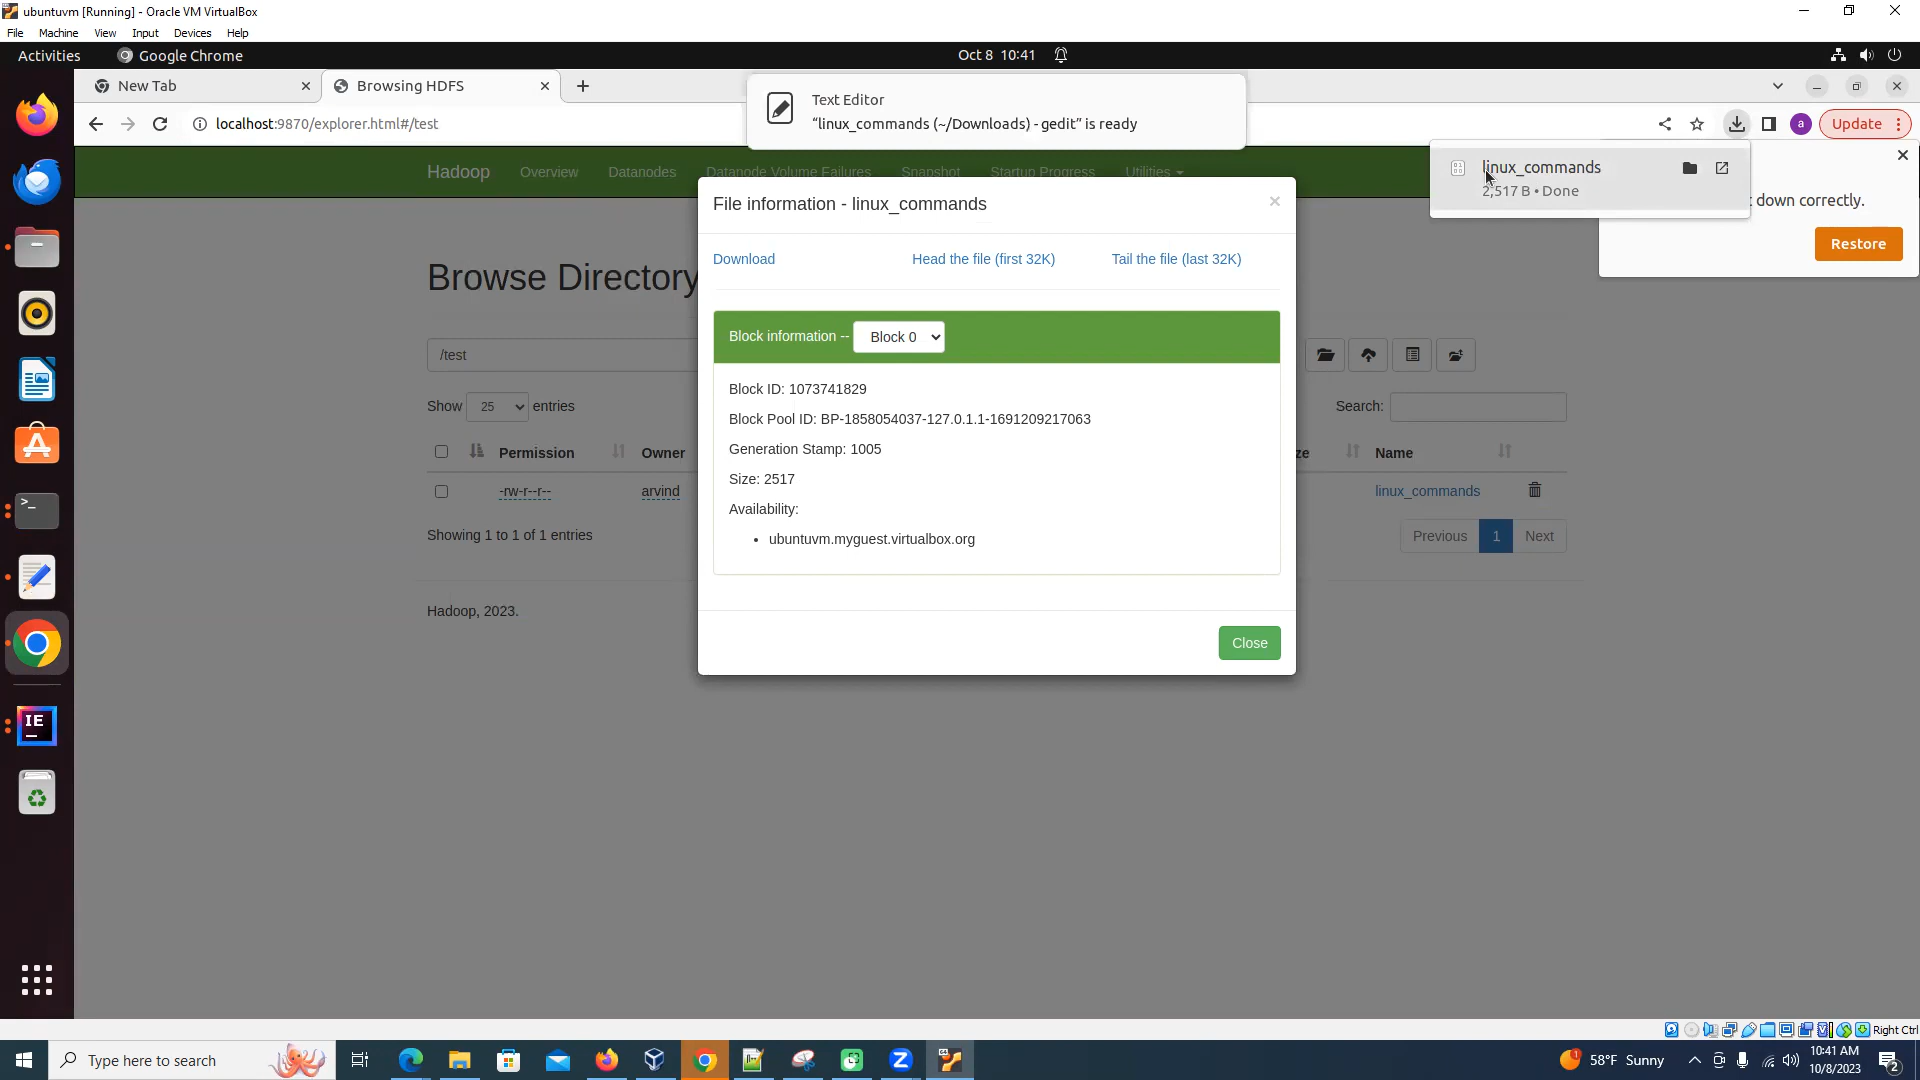 ubuntuvm [Running] - Oracle VM VirtualBox
File Machine View Input Devices Help
Activities Google Chrome Oct 8 10:41
New Tab Browsing HDFS
Text Editor
“linux_commands (~/Downloads) - gedit” is ready
localhost:9870/explorer.html#/test
Update
Hadoop Overview Datanodes Datanode Volume Failures Snapshot Startup Progress Utilities
linux_commands
2,517 B • Done
down correctly.
Restore
File information - linux_commands
Download Head the file (first 32K) Tail the file (last 32K)
Browse Directory
Block information -- Block 0
/test
Block ID: 1073741829
Show 25 entries
Search:
Block Pool ID: BP-1858054037-127.0.1.1-1691209217063
Generation Stamp: 1005
Permission Owner ze Name
Size: 2517
-rw-r--r-- arvind linux_commands
Availability:
ubuntuvm.myguest.virtualbox.org
Showing 1 to 1 of 1 entries
Previous 1 Next
Hadoop, 2023.
Close
Right Ctrl
Type here to search
58°F Sunny
10:41 AM
10/8/2023